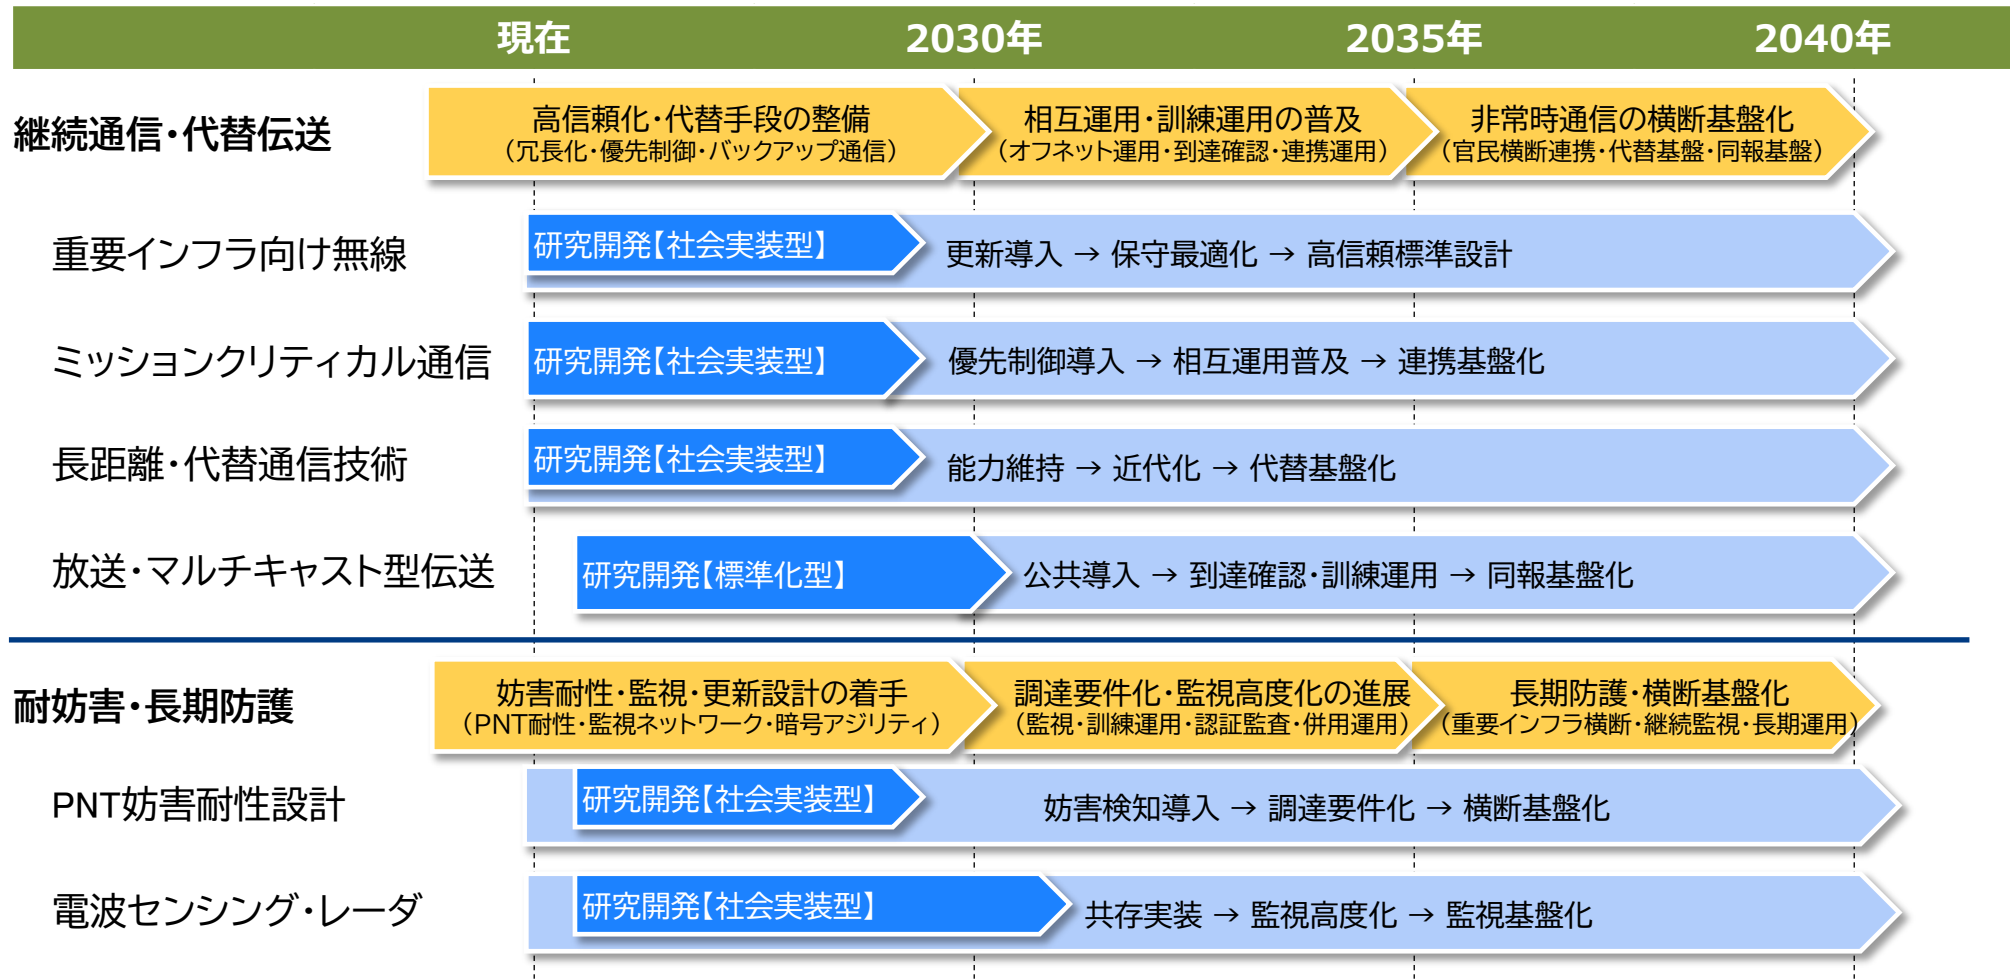 現在 2030年 2035年 2040年
継続通信・代替伝送
高信頼化・代替手段の整備
(冗長化・優先制御・バックアップ通信)
相互運用・訓練運用の普及
(オフネット運用・到達確認・連携運用)
非常時通信の横断基盤化
(官民横断連携・代替基盤・同報基盤)
重要インフラ向け無線
研究開発【社会実装型】
更新導入 → 保守最適化 → 高信頼標準設計
ミッションクリティカル通信
研究開発【社会実装型】
優先制御導入 → 相互運用普及 → 連携基盤化
長距離・代替通信技術
研究開発【社会実装型】
能力維持 → 近代化 → 代替基盤化
放送・マルチキャスト型伝送
研究開発【標準化型】
公共導入 → 到達確認・訓練運用 → 同報基盤化
耐妨害・長期防護
妨害耐性・監視・更新設計の着手
(PNT耐性・監視ネットワーク・暗号アジリティ)
調達要件化・監視高度化の進展
(監視・訓練運用・認証監査・併用運用)
長期防護・横断基盤化
(重要インフラ横断・継続監視・長期運用)
PNT妨害耐性設計
研究開発【社会実装型】
妨害検知導入 → 調達要件化 → 横断基盤化
電波センシング・レーダ
研究開発【社会実装型】
共存実装 → 監視高度化 → 監視基盤化